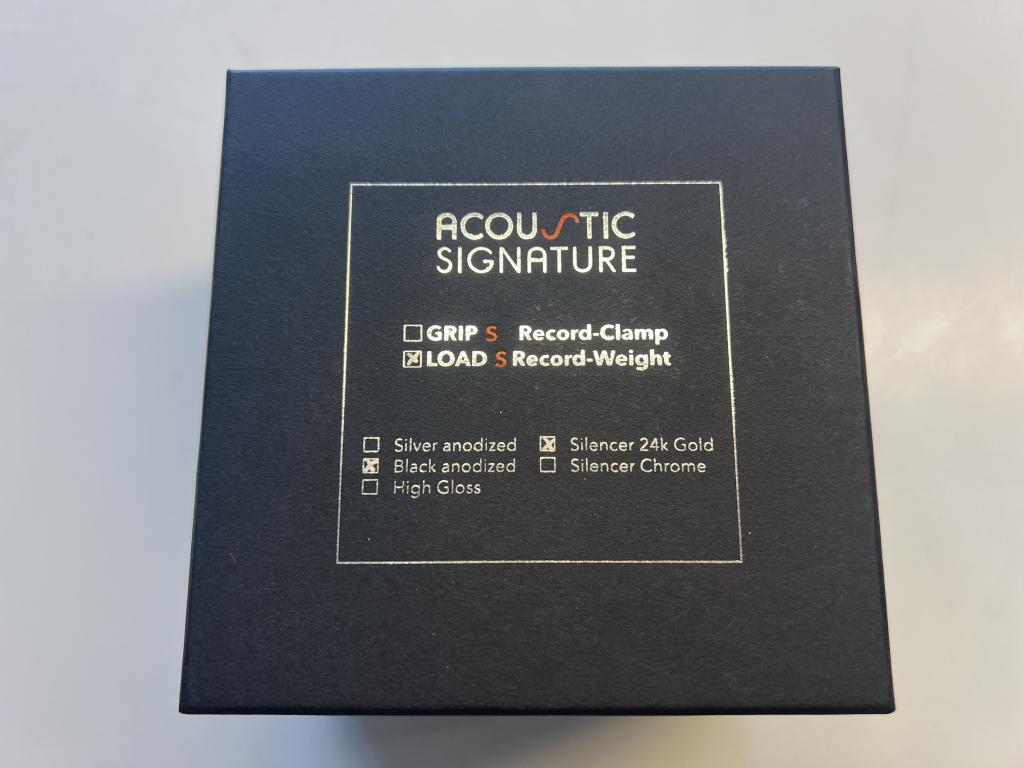 ACOUSTIC
SIGNATURE
☐ GRIP S Record-Clamp
☒ LOAD S Record-Weight
☐ Silver anodized ☒ Silencer 24k Gold
☒ Black anodized ☐ Silencer Chrome
☐ High Gloss